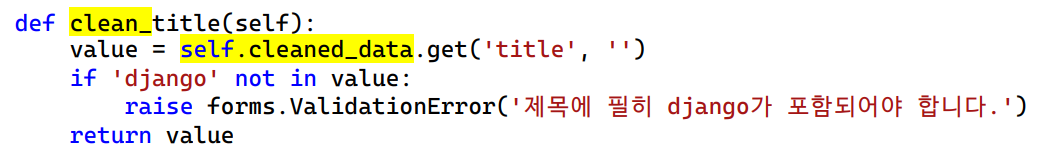 def clean_title(self):
    value = self.cleaned_data.get('title', '')
    if 'django' not in value:
        raise forms.ValidationError('제목에 필히 django가 포함되어야 합니다.')
    return value